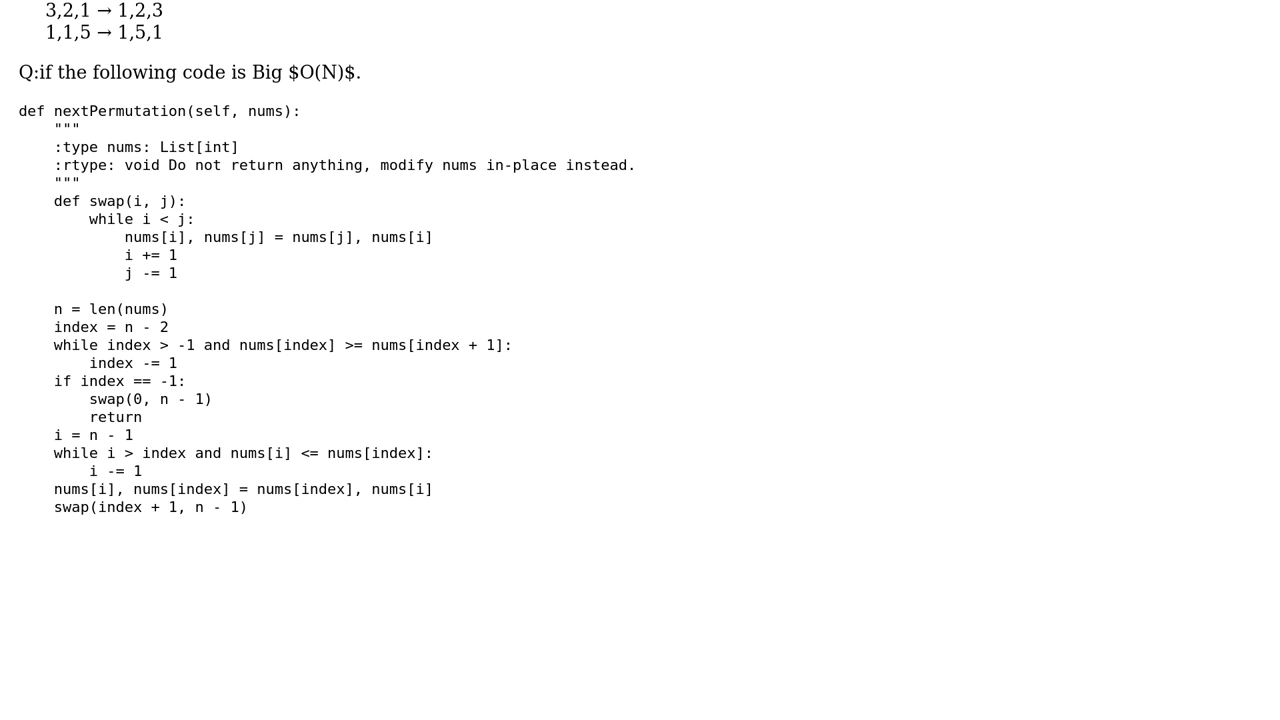 3,2,1 → 1,2,3
1,1,5 → 1,5,1
Q:if the following code is Big $O(N)$.
def nextPermutation(self, nums):
    """
    :type nums: List[int]
    :rtype: void Do not return anything, modify nums in-place instead.
    """
    def swap(i, j):
        while i < j:
            nums[i], nums[j] = nums[j], nums[i]
            i += 1
            j -= 1

    n = len(nums)
    index = n - 2
    while index > -1 and nums[index] >= nums[index + 1]:
        index -= 1
    if index == -1:
        swap(0, n - 1)
        return
    i = n - 1
    while i > index and nums[i] <= nums[index]:
        i -= 1
    nums[i], nums[index] = nums[index], nums[i]
    swap(index + 1, n - 1)